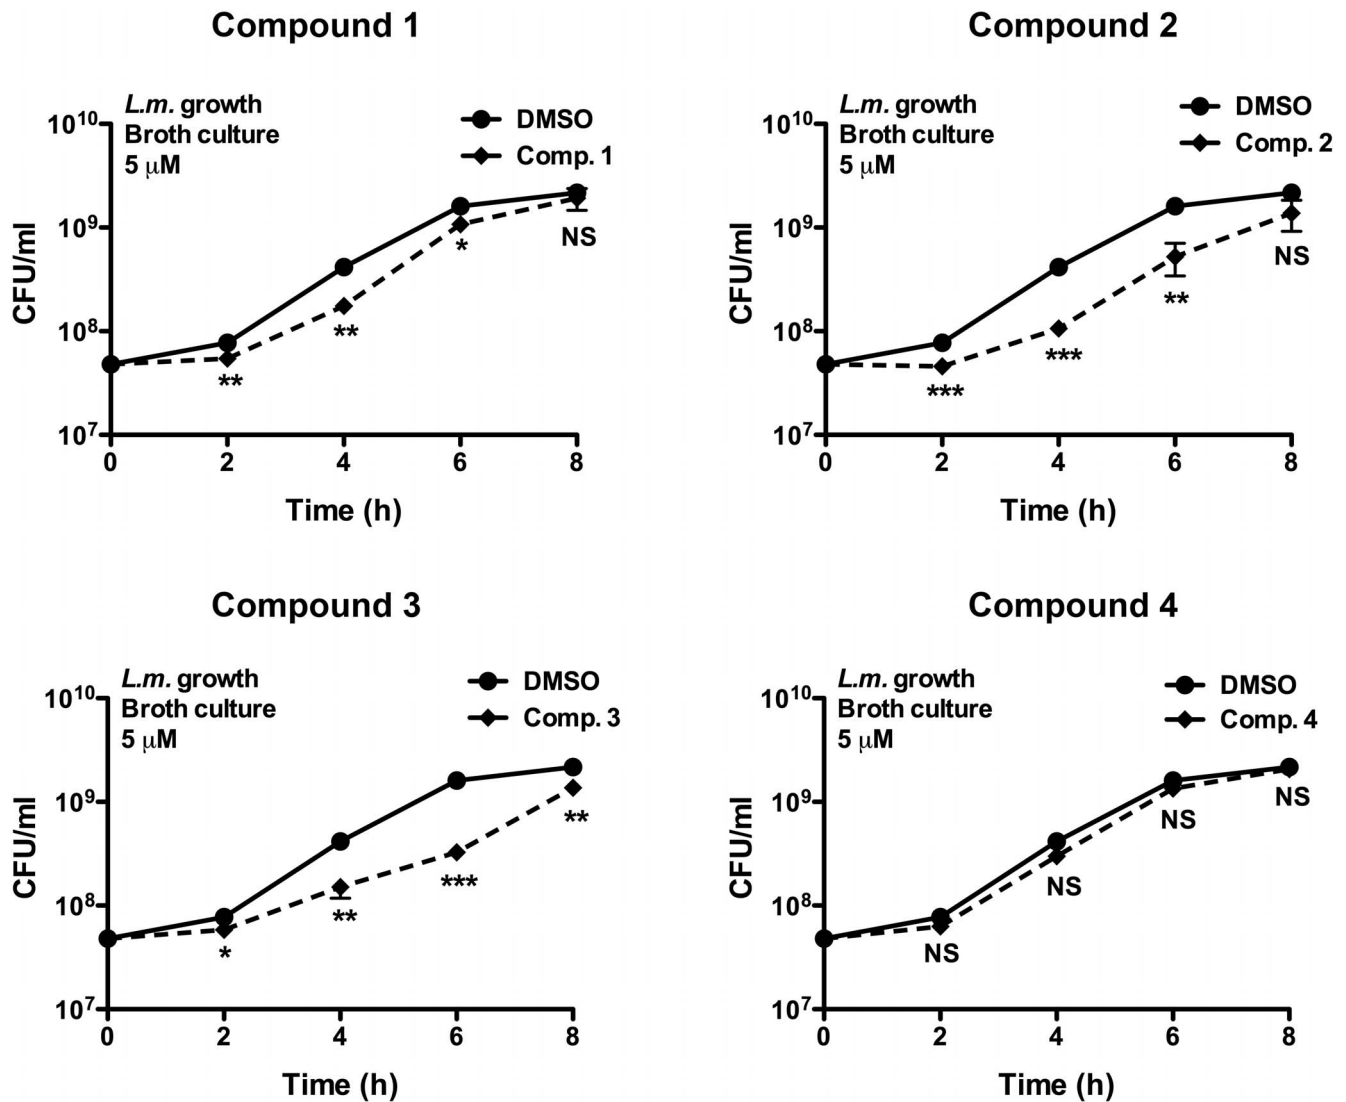 Compound 1
L.m. growth
Broth culture
5 μM
DMSO
Comp. 1
10^10
10^9
10^8
10^7
CFU/ml
**
**
*
NS
0 2 4 6 8
Time (h)
Compound 2
L.m. growth
Broth culture
5 μM
DMSO
Comp. 2
10^10
10^9
10^8
10^7
CFU/ml
***
***
**
NS
0 2 4 6 8
Time (h)
Compound 3
L.m. growth
Broth culture
5 μM
DMSO
Comp. 3
10^10
10^9
10^8
10^7
CFU/ml
*
**
***
**
0 2 4 6 8
Time (h)
Compound 4
L.m. growth
Broth culture
5 μM
DMSO
Comp. 4
10^10
10^9
10^8
10^7
CFU/ml
NS
NS
NS
NS
0 2 4 6 8
Time (h)